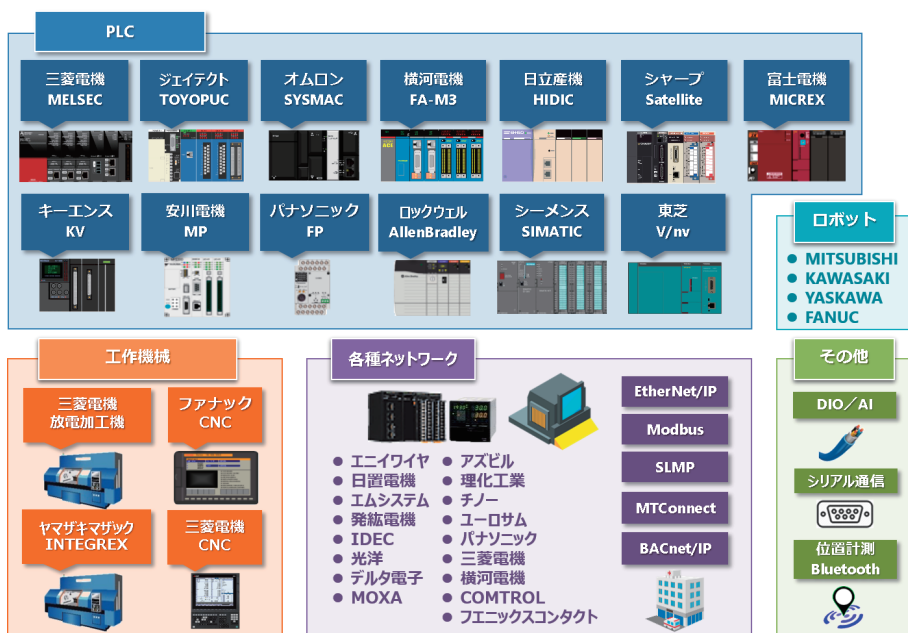 PLC
三菱電機
MELSEC
ジェイテクト
TOYOPUC
オムロン
SYSMAC
横河電機
FA-M3
日立産機
HIDIC
シャープ
Satellite
富士電機
MICREX
キーエンス
KV
安川電機
MP
パナソニック
FP
ロックウェル
AllenBradley
シーメンス
SIMATIC
東芝
V/nv
ロボット
● MITSUBISHI
● KAWASAKI
● YASKAWA
● FANUC
工作機械
三菱電機
放電加工機
ファナック
CNC
ヤマザキマザック
INTEGREX
三菱電機
CNC
各種ネットワーク
● エニイワイヤ
● 日置電機
● エムシステム
● 発紘電機
● IDEC
● 光洋
● デルタ電子
● MOXA
● アズビル
● 理化工業
● チノー
● ユーロサム
● パナソニック
● 三菱電機
● 横河電機
● COMTROL
● フエニックスコンタクト
EtherNet/IP
Modbus
SLMP
MTConnect
BACnet/IP
その他
DIO／AI
シリアル通信
位置計測
Bluetooth